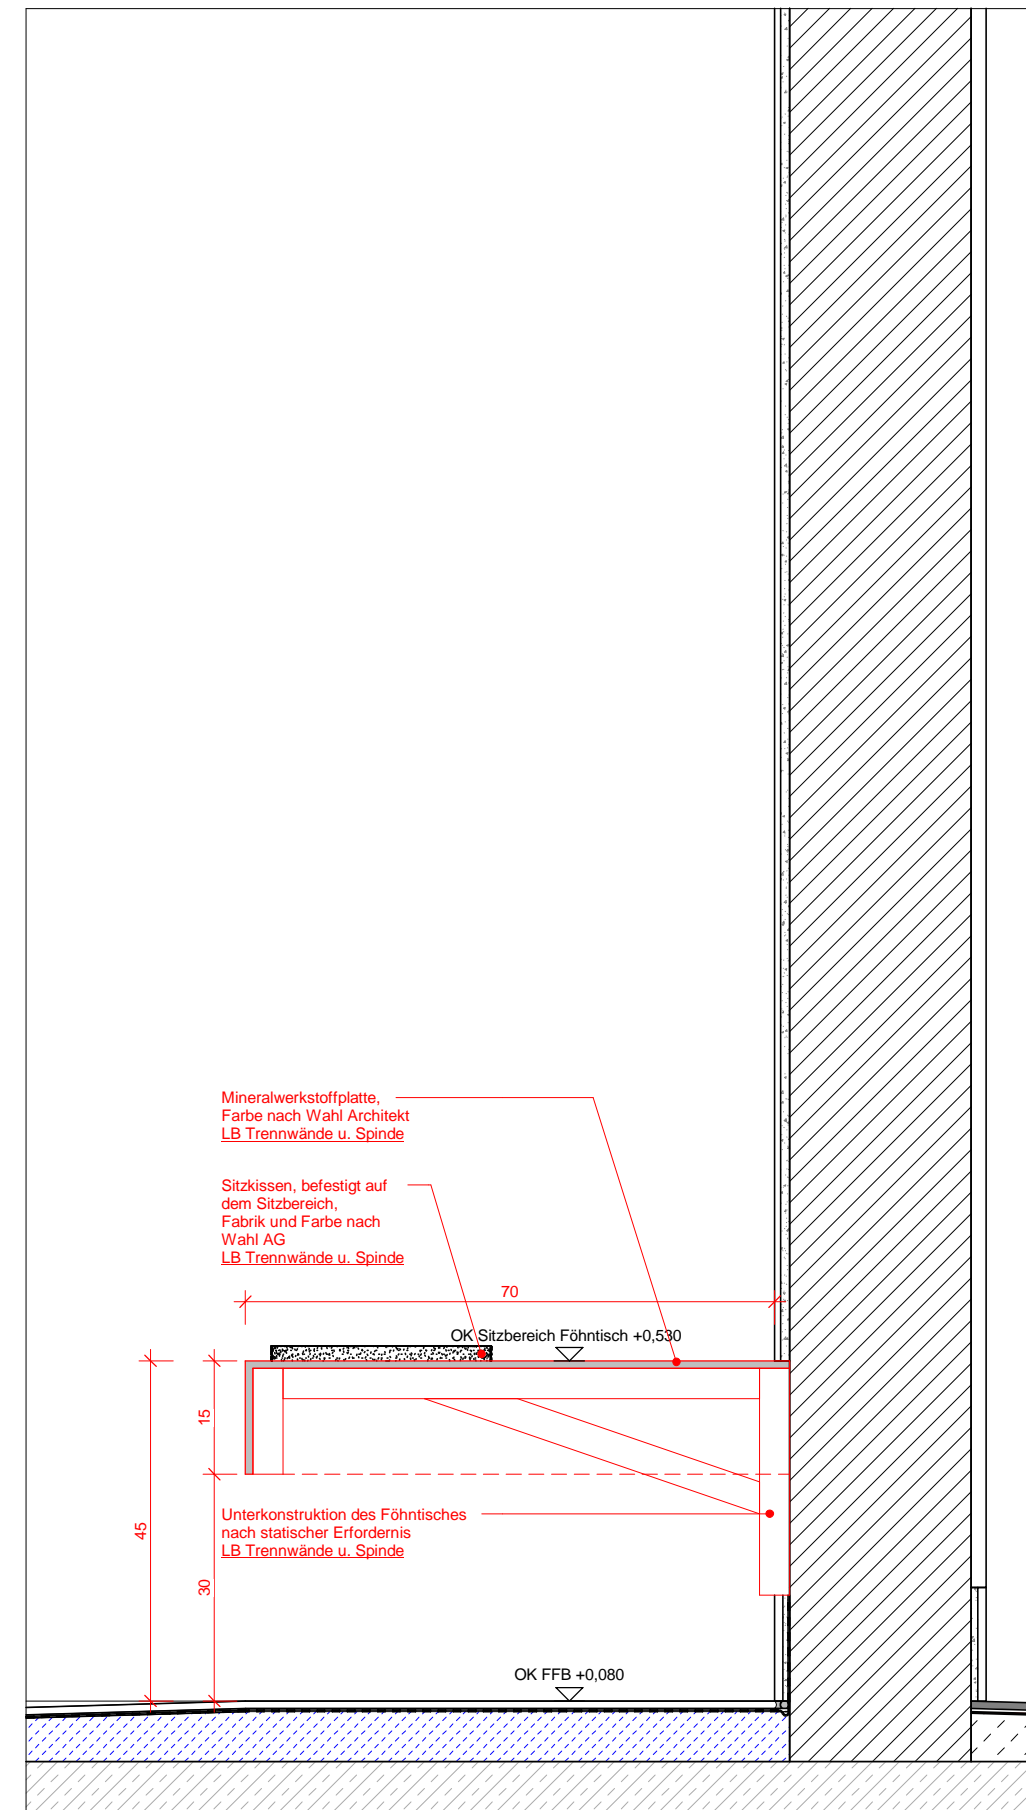 Mineralwerkstoffplatte,
Farbe nach Wahl Architekt
LB Trennwände u. Spinde
Sitzkissen, befestigt auf
dem Sitzbereich,
Fabrik und Farbe nach
Wahl AG
LB Trennwände u. Spinde
70
OK Sitzbereich Föhntisch +0,530
15
45
Unterkonstruktion des Föhntisches
nach statischer Erfordernis
LB Trennwände u. Spinde
30
OK FFB +0,080